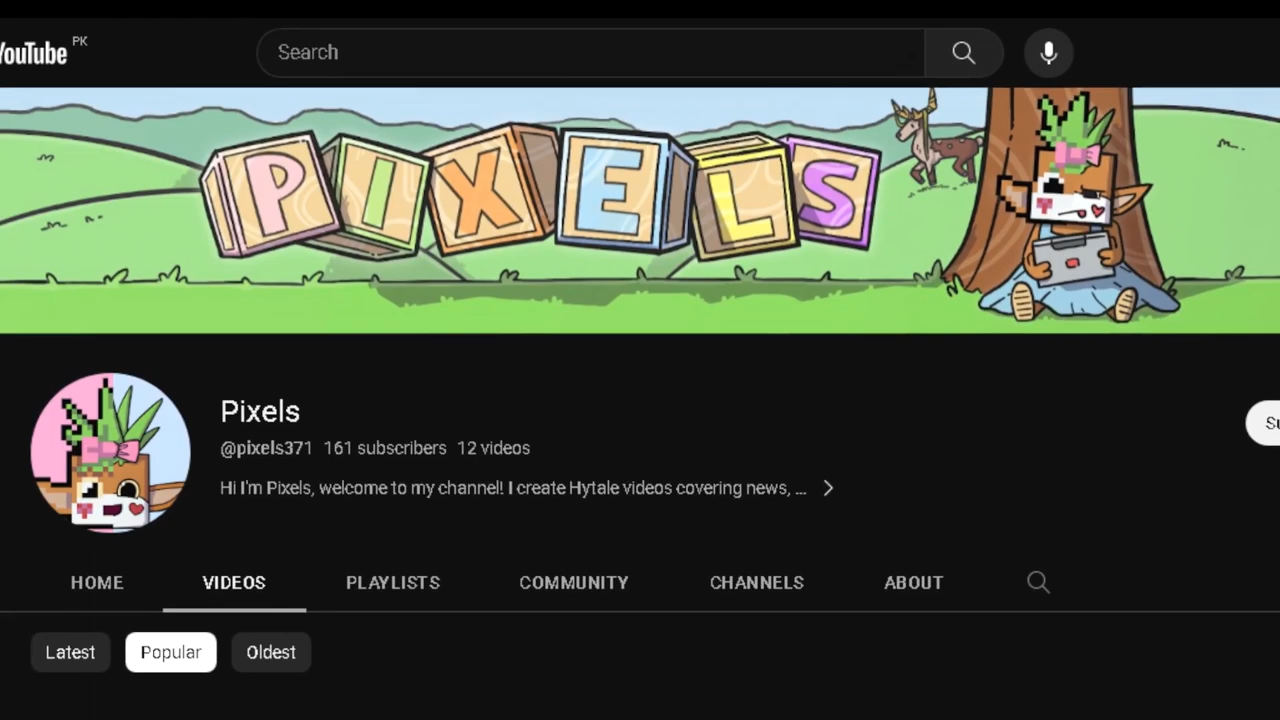 YouTube PK
Search
PIXELS
Pixels
@pixels371 161 subscribers 12 videos
Hi I'm Pixels, welcome to my channel! I create Hytale videos covering news, ...
HOME VIDEOS PLAYLISTS COMMUNITY CHANNELS ABOUT
Latest Popular Oldest